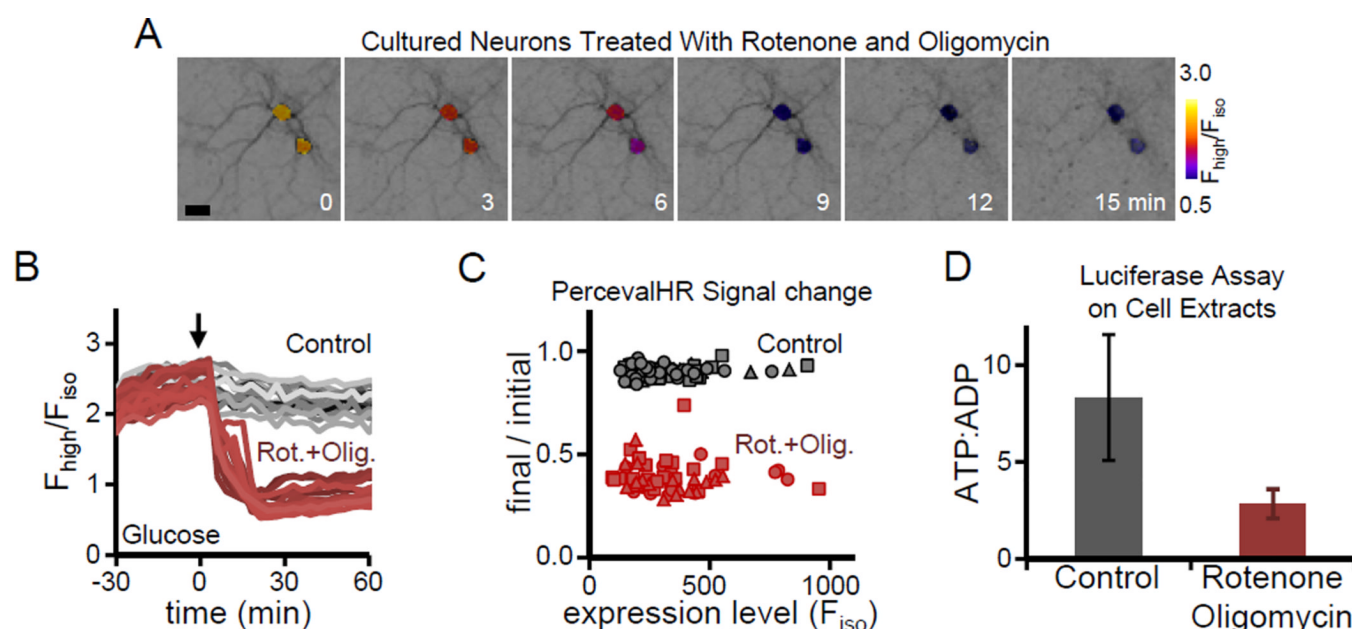 A
Cultured Neurons Treated With Rotenone and Oligomycin
0
3
6
9
12
15 min
3.0
Fhigh/Fiso
0.5
B
Fhigh/Fiso
3
2
1
0
Control
Rot.+Olig.
Glucose
-30
0
30
60
time (min)
C
PercevalHR Signal change
final / initial
1.0
0.5
0.0
Control
Rot.+Olig.
0
500
1000
expression level (Fiso)
D
Luciferase Assay
on Cell Extracts
ATP:ADP
10
5
0
Control
Rotenone
Oligomycin